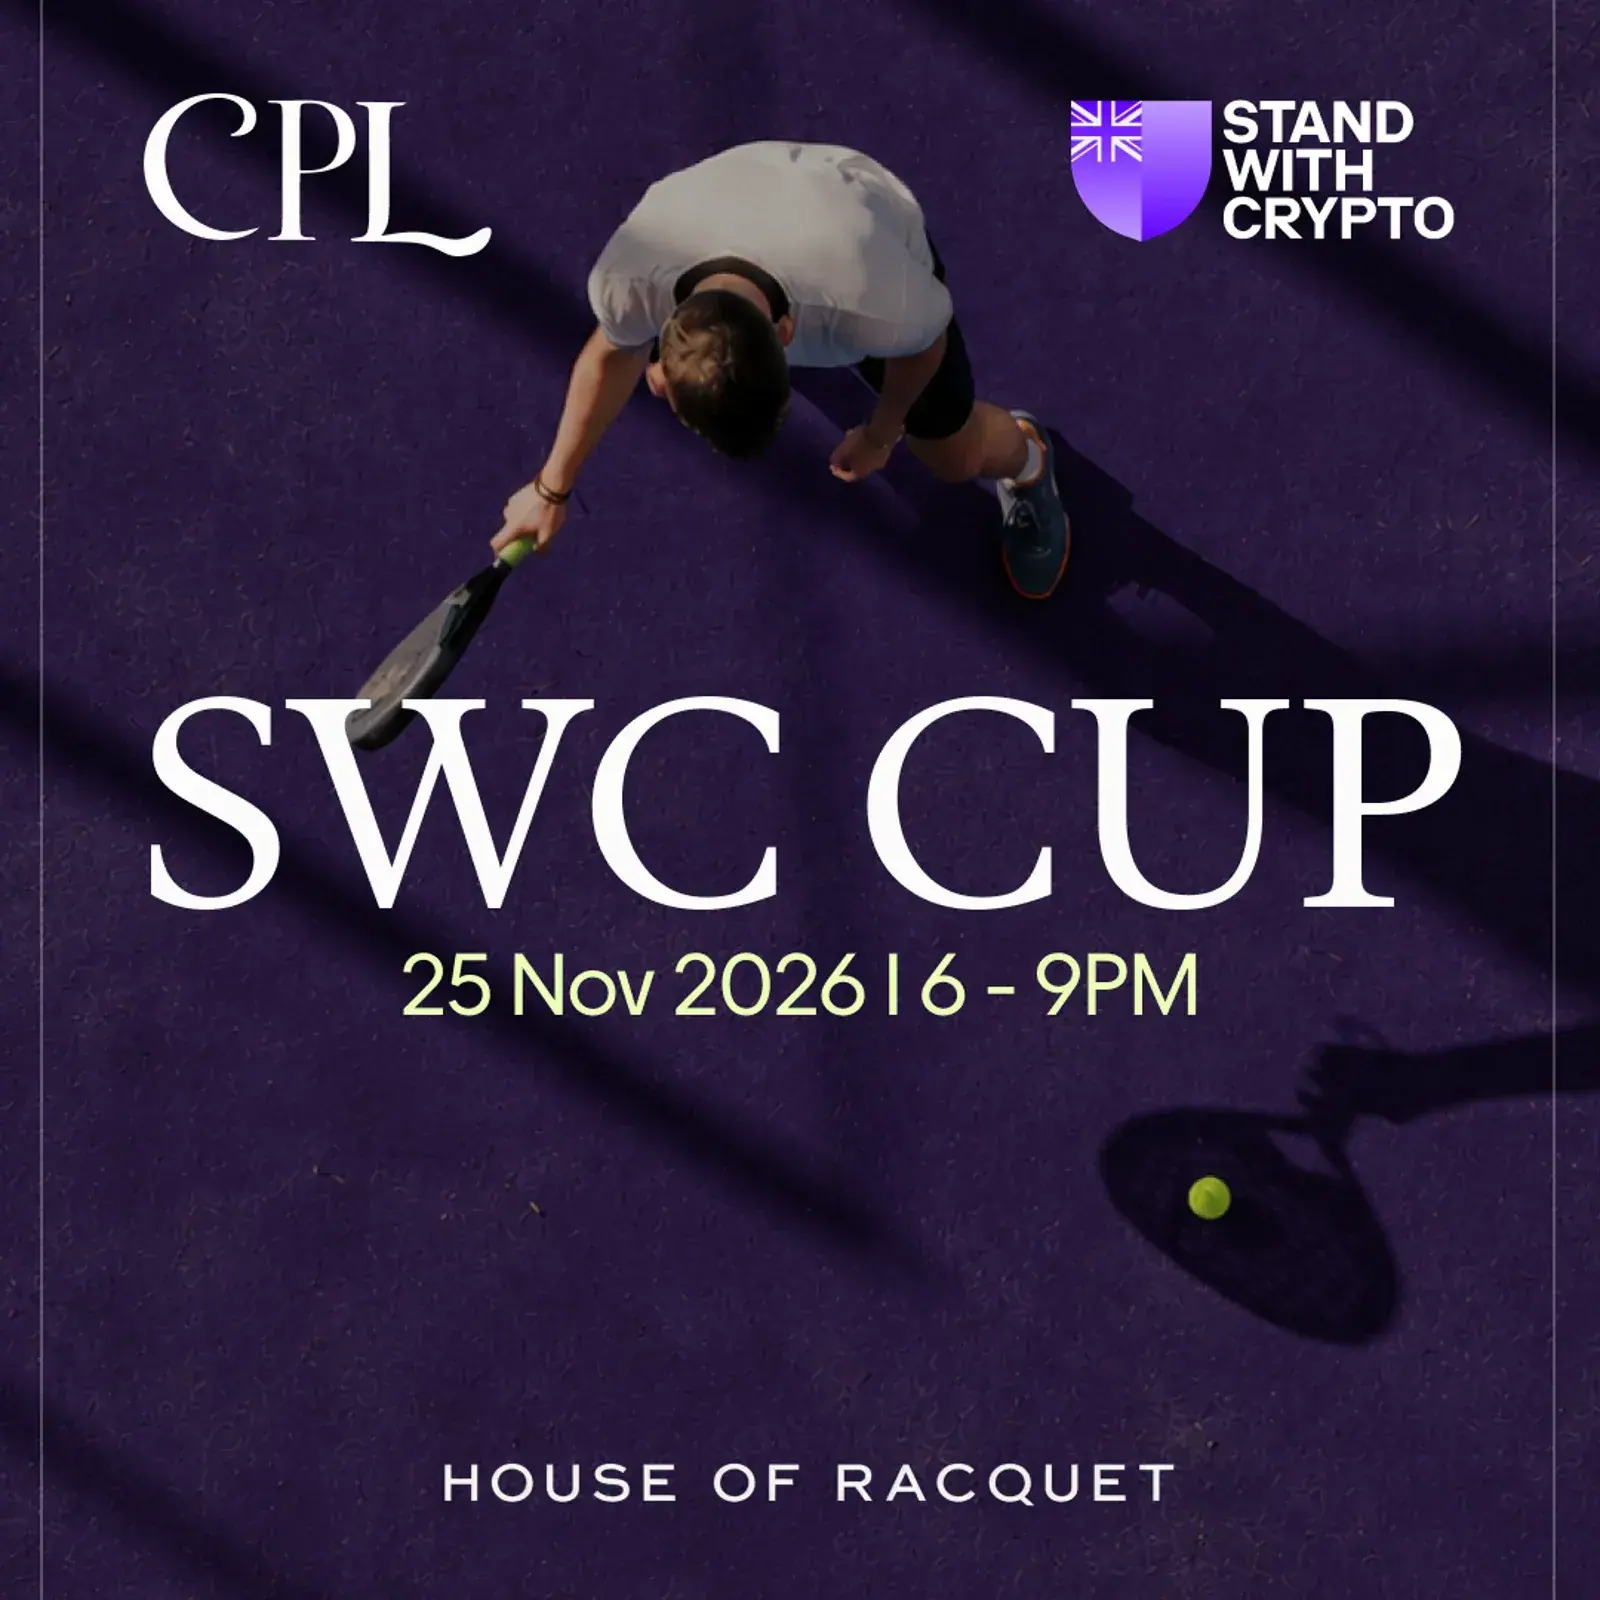 CPL
STAND
WITH
CRYPTO
SWC CUP
25 Nov 2026 | 6 - 9PM
HOUSE OF RACQUET